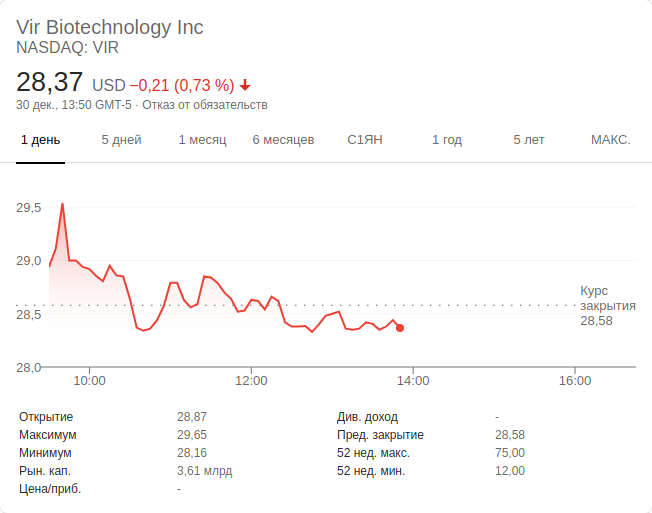 Vir Biotechnology Inc
NASDAQ: VIR
28,37 USD −0,21 (0,73 %)
30 дек., 13:50 GMT-5 · Отказ от обязательств
1 день 5 дней 1 месяц 6 месяцев С1ЯН 1 год 5 лет МАКС.
29,5
29,0
28,5
28,0
Курс
закрытия
28,58
10:00 12:00 14:00 16:00
Открытие 28,87 Див. доход -
Максимум 29,65 Пред. закрытие 28,58
Минимум 28,16 52 нед. макс. 75,00
Рын. кап. 3,61 млрд 52 нед. мин. 12,00
Цена/приб. -